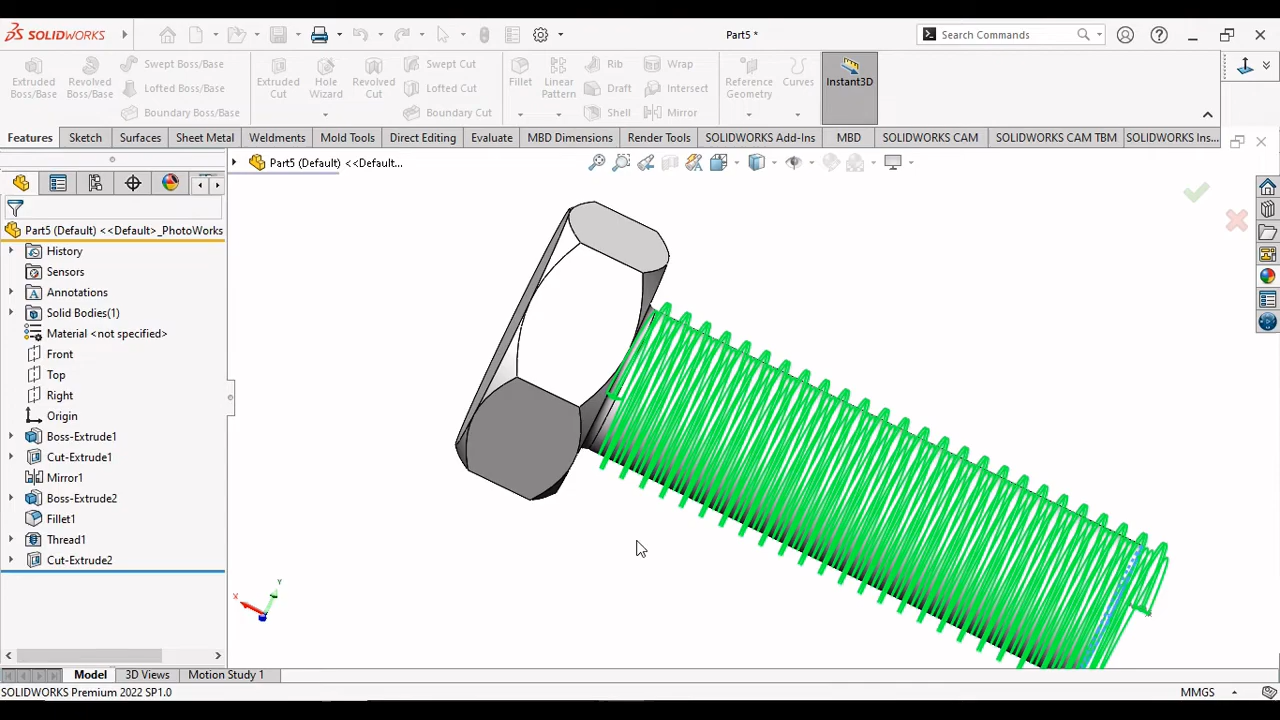 SOLIDWORKS
Part5 *
Search Commands
Extruded Boss/Base
Revolved Boss/Base
Swept Boss/Base
Lofted Boss/Base
Boundary Boss/Base
Extruded Cut
Hole Wizard
Revolved Cut
Swept Cut
Lofted Cut
Boundary Cut
Fillet
Linear Pattern
Rib
Draft
Shell
Wrap
Intersect
Mirror
Reference Geometry
Curves
Instant3D
Features
Sketch
Surfaces
Sheet Metal
Weldments
Mold Tools
Direct Editing
Evaluate
MBD Dimensions
Render Tools
SOLIDWORKS Add-Ins
MBD
SOLIDWORKS CAM
SOLIDWORKS CAM TBM
SOLIDWORKS Ins...
Part5 (Default) <<Default...
Part5 (Default) <<Default>_PhotoWorks
History
Sensors
Annotations
Solid Bodies(1)
Material <not specified>
Front
Top
Right
Origin
Boss-Extrude1
Cut-Extrude1
Mirror1
Boss-Extrude2
Fillet1
Thread1
Cut-Extrude2
Y
X
Model
3D Views
Motion Study 1
SOLIDWORKS Premium 2022 SP1.0
MMGS